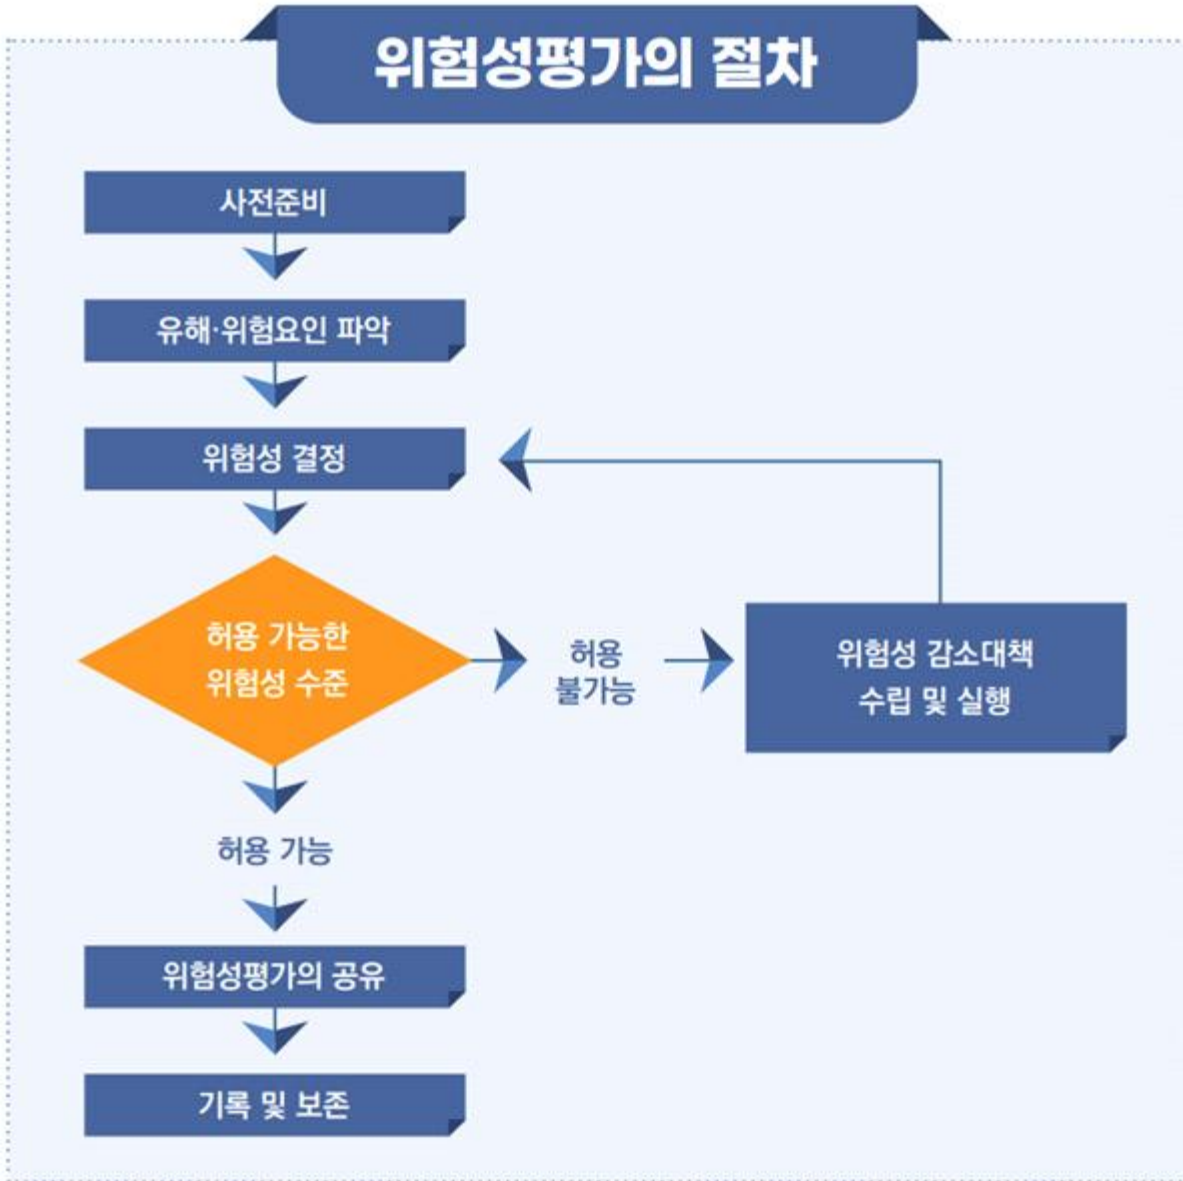 위험성평가의 절차
사전준비
유해·위험요인 파악
위험성 결정
허용 가능한
위험성 수준
허용
불가능
위험성 감소대책
수립 및 실행
허용 가능
위험성평가의 공유
기록 및 보존